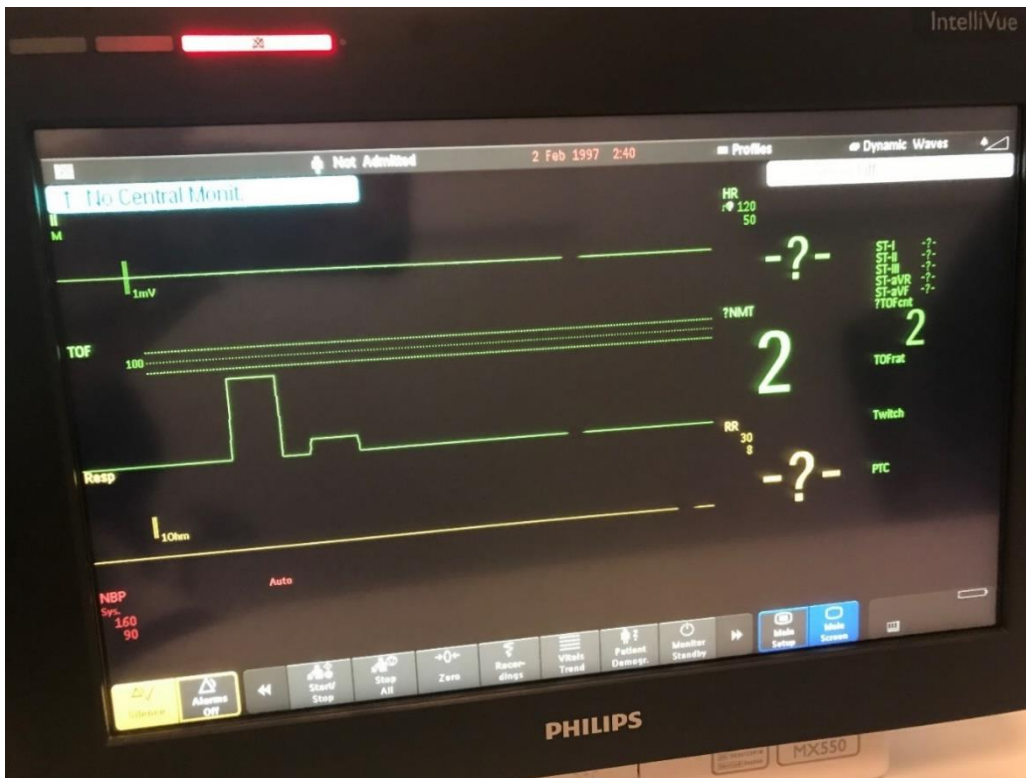 IntelliVue
Not Admitted
2 Feb 1997 2:40
Profiles
Dynamic Waves
↑ No Central Monit.
II
M
1mV
HR
120
50
-?-
ST-I -?-
ST-II -?-
ST-III -?-
ST-aVR -?-
ST-aVF -?-
?TOFcnt
2
TOF
100
?NMT
2
TOFrat
Twitch
PTC
Resp
1Ohm
RR
30
8
-?-
NBP
Sys.
160
90
Auto
Silence
Alarms
Off
Start/
Stop
Stop
All
Zero
Recor-
dings
Vitals
Trend
Patient
Demogr.
Monitor
Standby
Main
Setup
Main
Screen
PHILIPS
MX550